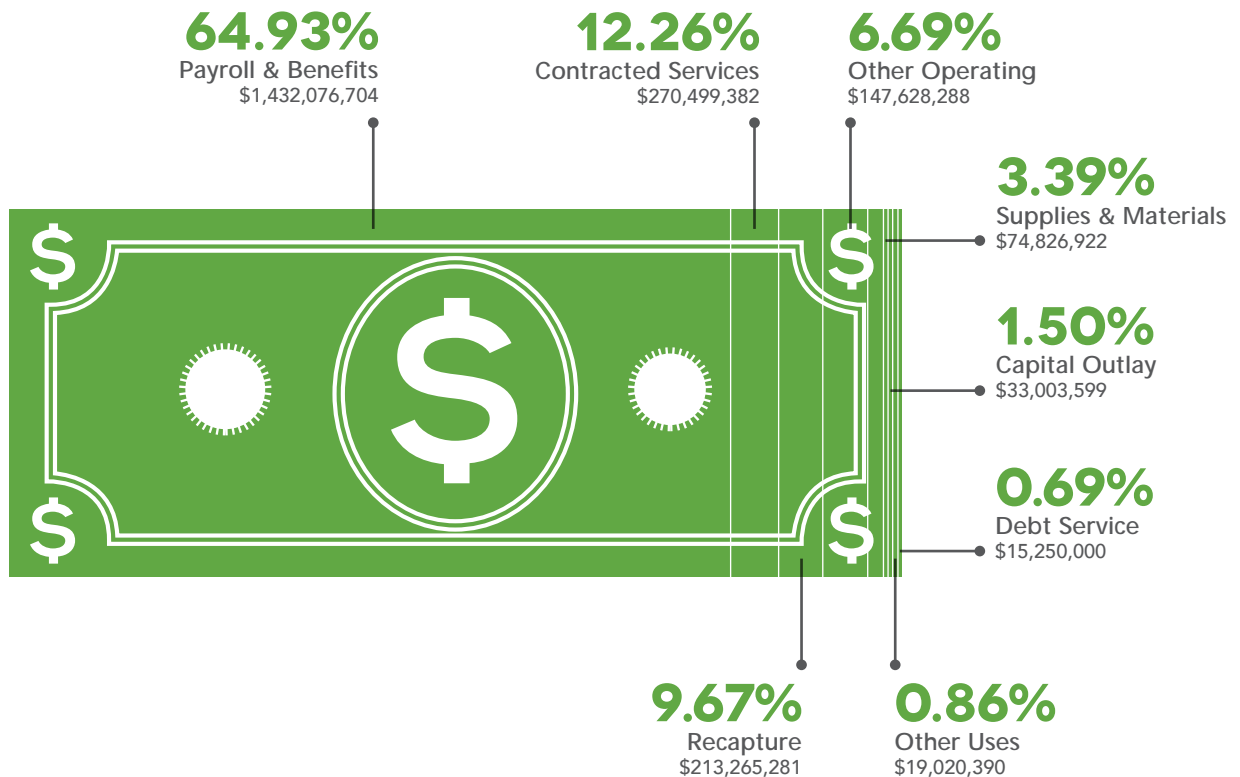 64.93%
Payroll & Benefits
$1,432,076,704
12.26%
Contracted Services
$270,499,382
6.69%
Other Operating
$147,628,288
3.39%
Supplies & Materials
$74,826,922
1.50%
Capital Outlay
$33,003,599
0.69%
Debt Service
$15,250,000
$
$
$
$
$
9.67%
Recapture
$213,265,281
0.86%
Other Uses
$19,020,390